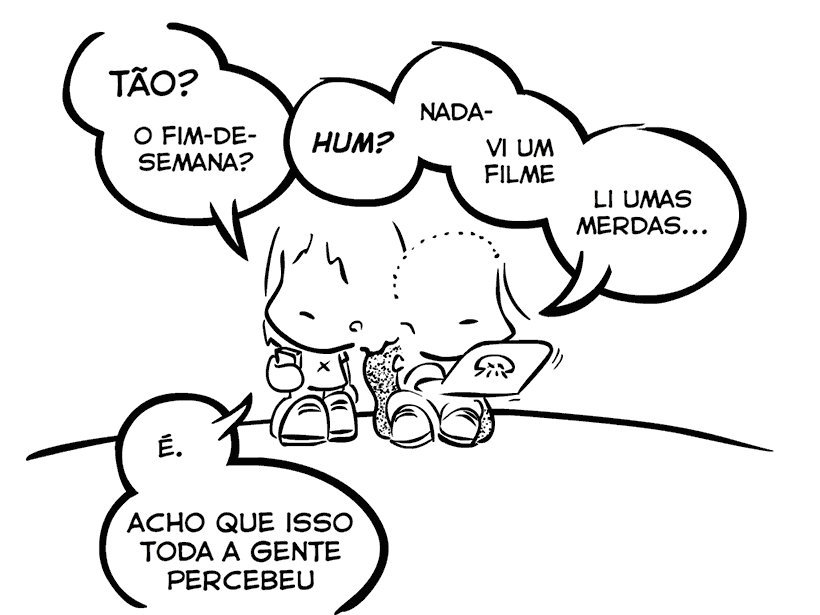 TÃO?
O FIM-DE-
SEMANA?
HUM?
NADA-
VI UM
FILME
LI UMAS
MERDAS...
É.
ACHO QUE ISSO
TODA A GENTE
PERCEBEU